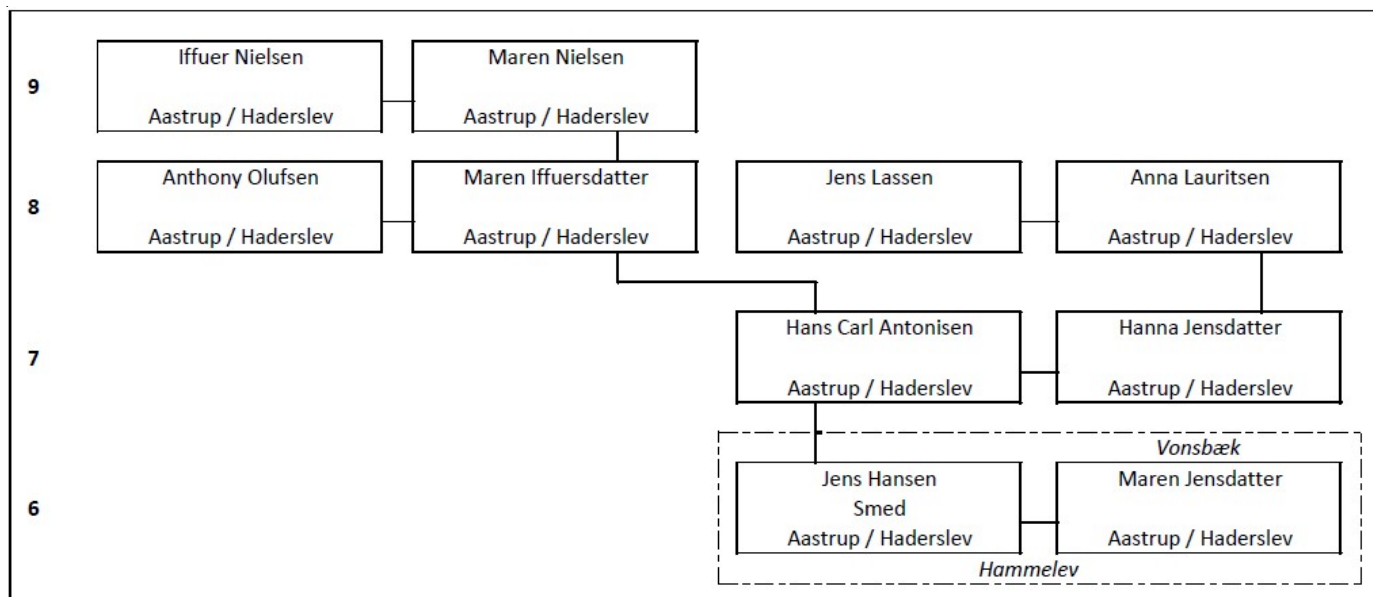 Iffuer Nielsen
Maren Nielsen
9
Aastrup / Haderslev
Aastrup / Haderslev
Anthony Olufsen
Maren Iffuersdatter
Jens Lassen
Anna Lauritsen
8
Aastrup / Haderslev
Aastrup / Haderslev
Aastrup / Haderslev
Aastrup / Haderslev
Hans Carl Antonisen
Hanna Jensdatter
7
Aastrup / Haderslev
Aastrup / Haderslev
Vonsbæk
Jens Hansen
Maren Jensdatter
6
Smed
Aastrup / Haderslev
Aastrup / Haderslev
Hammelev